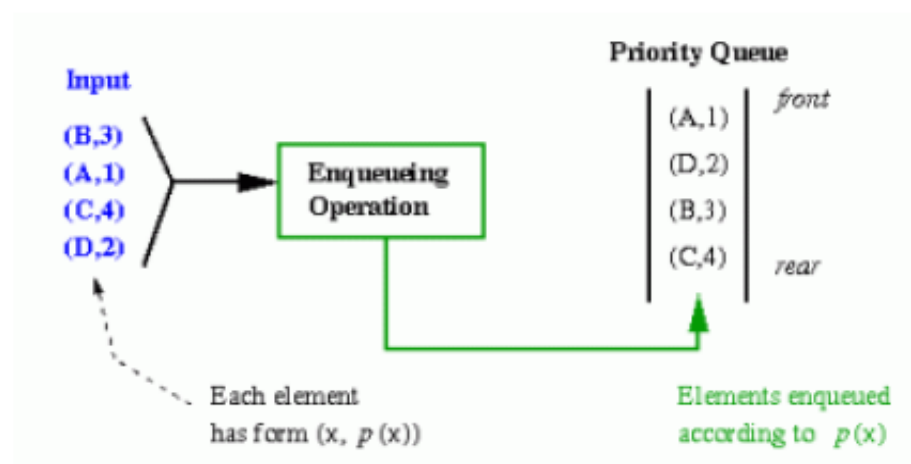 Input
(B,3)
(A,1)
(C,4)
(D,2)
Enqueueing
Operation
Priority Queue
front
(A,1)
(D,2)
(B,3)
(C,4)
rear
Each element
has form (x, p(x))
Elements enqueued
according to p(x)